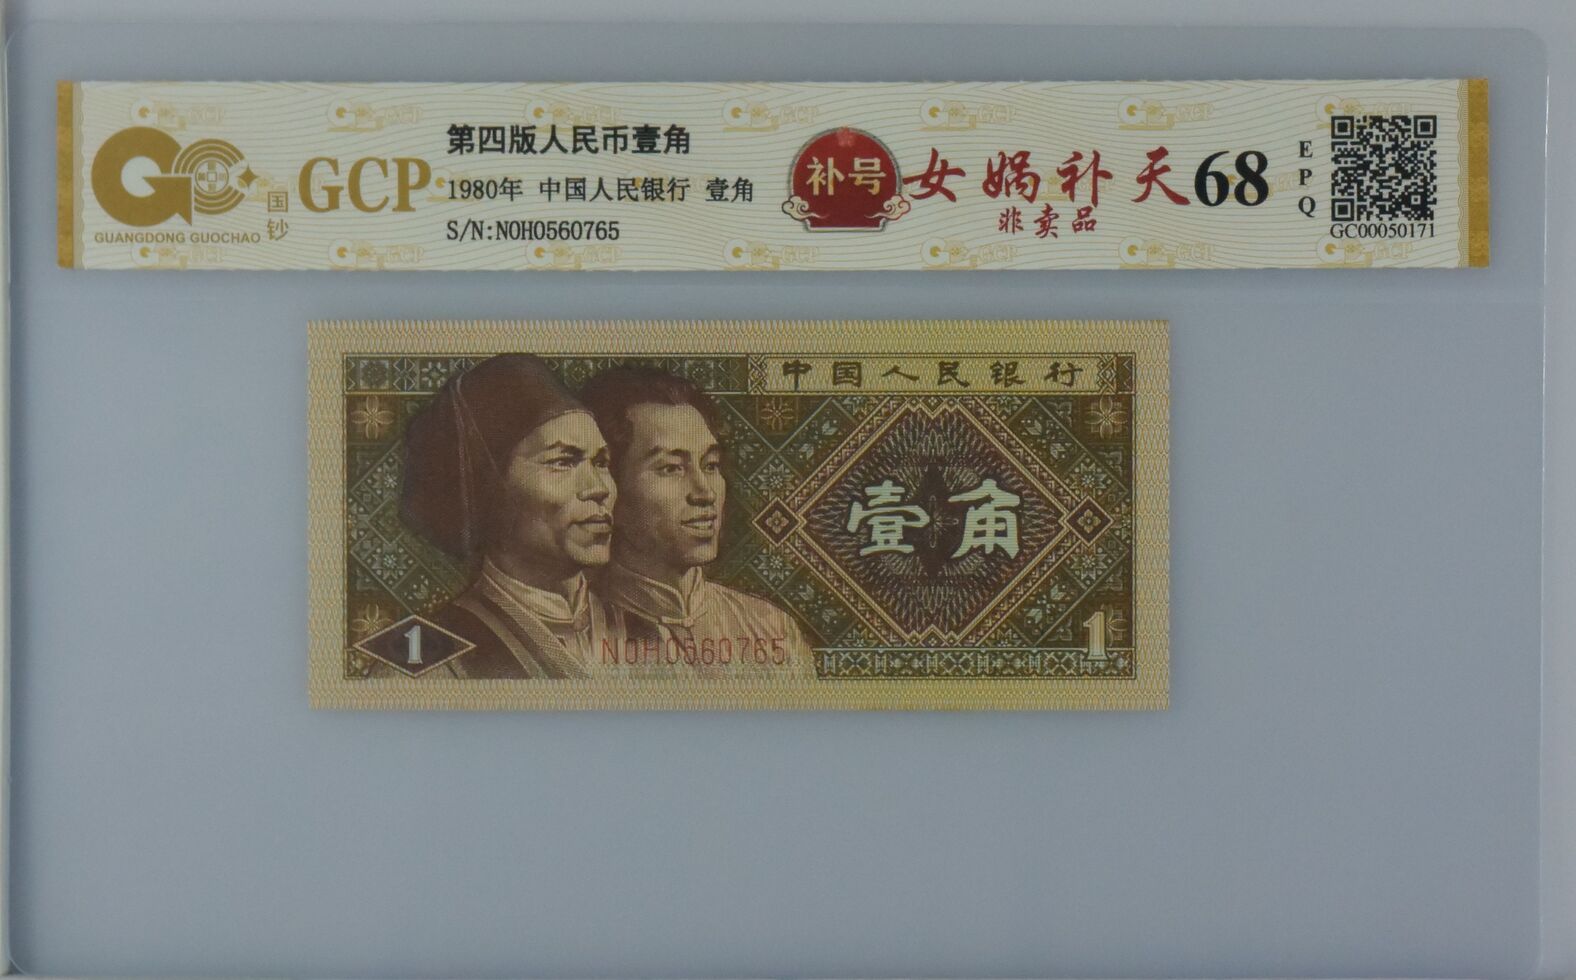 第四版人民币壹角
1980年 中国人民银行 壹角
S/N:N0H0560765
GUANGDONG GUOCHAO
国钞
GCP
补号
女娲补天
非卖品
68
EPQ
GC00050171
中国人民银行
壹角
1
N0H0560765
1